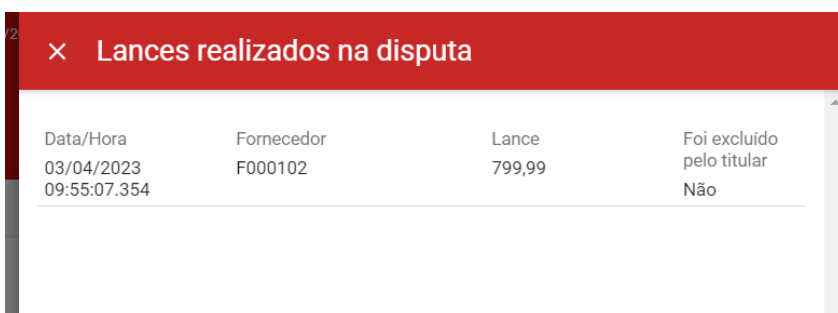 /2
× Lances realizados na disputa
Data/Hora Fornecedor Lance Foi excluído
pelo titular
03/04/2023 F000102 799,99 Não
09:55:07.354